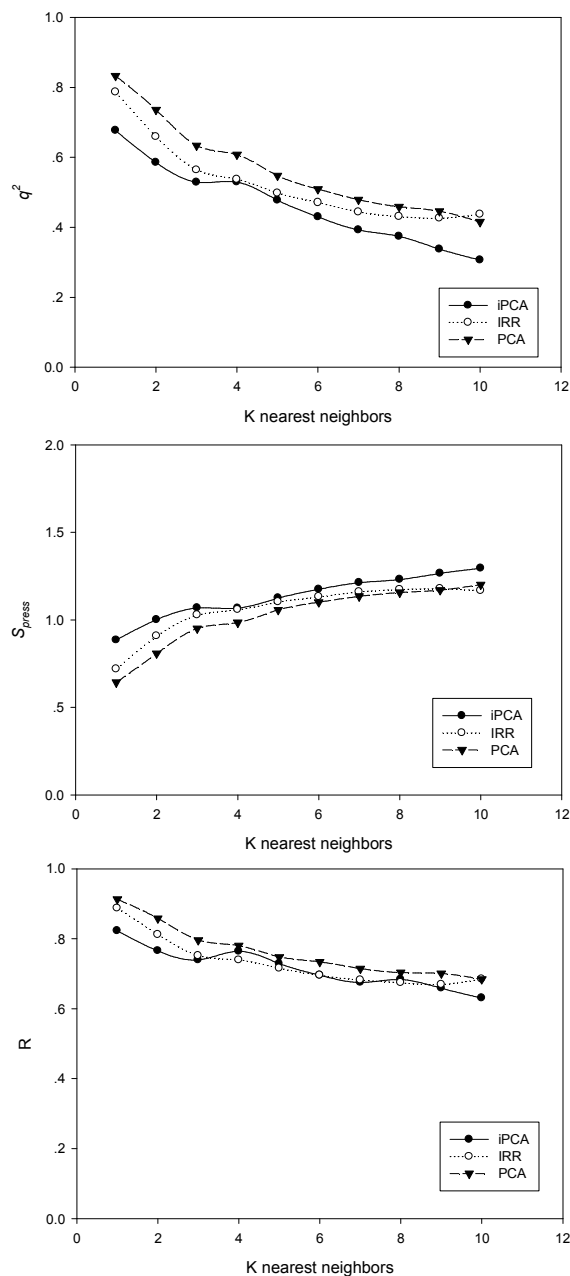 1.0
.8
.6
.4
.2
0.0
q²
0 2 4 6 8 10 12
K nearest neighbors
iPCA
IRR
PCA
2.0
1.5
1.0
.5
0.0
S_press
0 2 4 6 8 10 12
K nearest neighbors
iPCA
IRR
PCA
1.0
.8
.6
.4
.2
0.0
R
0 2 4 6 8 10 12
K nearest neighbors
iPCA
IRR
PCA